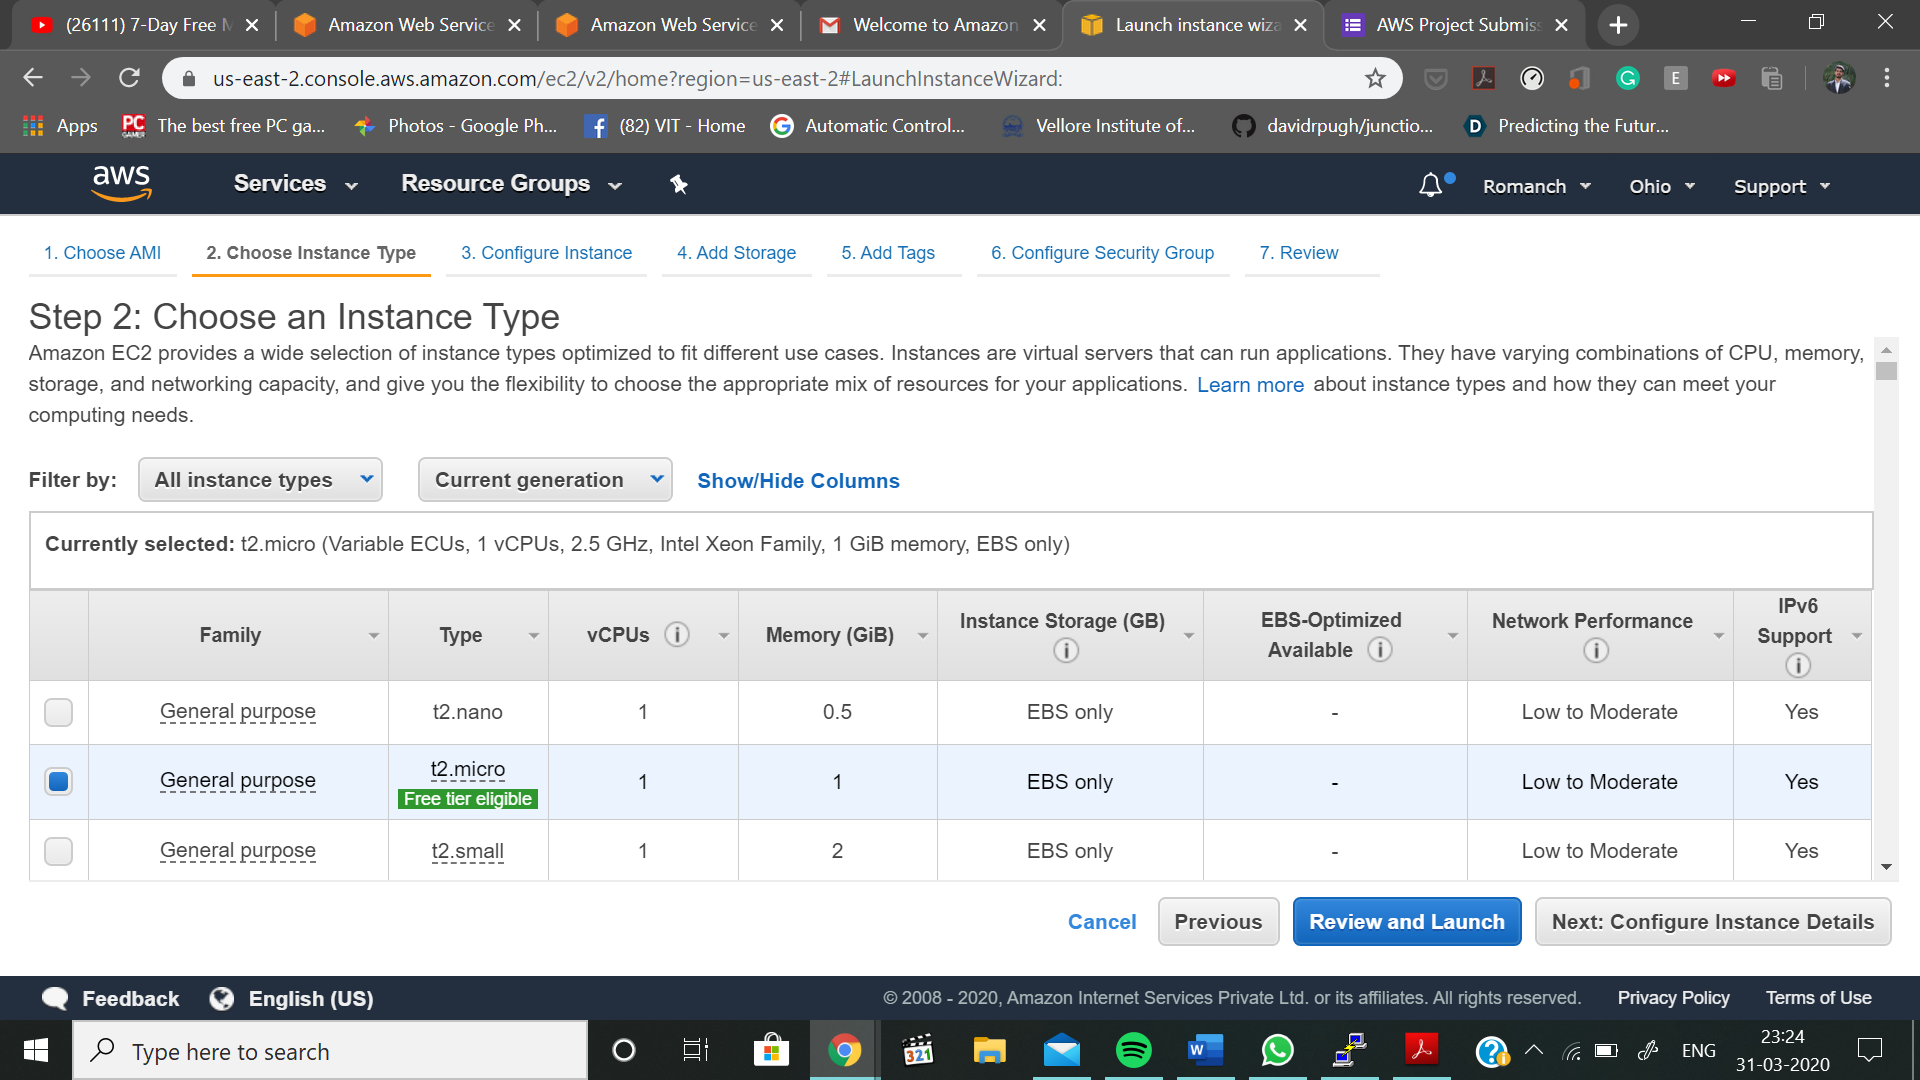 (26111) 7-Day Free M
Amazon Web Service
Amazon Web Service
Welcome to Amazon
Launch instance wiza
AWS Project Submiss
us-east-2.console.aws.amazon.com/ec2/v2/home?region=us-east-2#LaunchInstanceWizard:
Apps
The best free PC ga...
Photos - Google Ph...
(82) VIT - Home
Automatic Control...
Vellore Institute of...
davidrpugh/junctio...
Predicting the Futur...
aws
Services
Resource Groups
Romanch
Ohio
Support
1. Choose AMI
2. Choose Instance Type
3. Configure Instance
4. Add Storage
5. Add Tags
6. Configure Security Group
7. Review
Step 2: Choose an Instance Type
Amazon EC2 provides a wide selection of instance types optimized to fit different use cases. Instances are virtual servers that can run applications. They have varying combinations of CPU, memory,
storage, and networking capacity, and give you the flexibility to choose the appropriate mix of resources for your applications. Learn more about instance types and how they can meet your
computing needs.
Filter by: All instance types Current generation Show/Hide Columns
Currently selected: t2.micro (Variable ECUs, 1 vCPUs, 2.5 GHz, Intel Xeon Family, 1 GiB memory, EBS only)
Family Type vCPUs Memory (GiB) Instance Storage (GB) EBS-Optimized Available Network Performance IPv6 Support
General purpose t2.nano 1 0.5 EBS only - Low to Moderate Yes
General purpose t2.micro Free tier eligible 1 1 EBS only - Low to Moderate Yes
General purpose t2.small 1 2 EBS only - Low to Moderate Yes
Cancel Previous Review and Launch Next: Configure Instance Details
Feedback English (US) © 2008 - 2020, Amazon Internet Services Private Ltd. or its affiliates. All rights reserved. Privacy Policy Terms of Use
Type here to search
ENG
23:24
31-03-2020